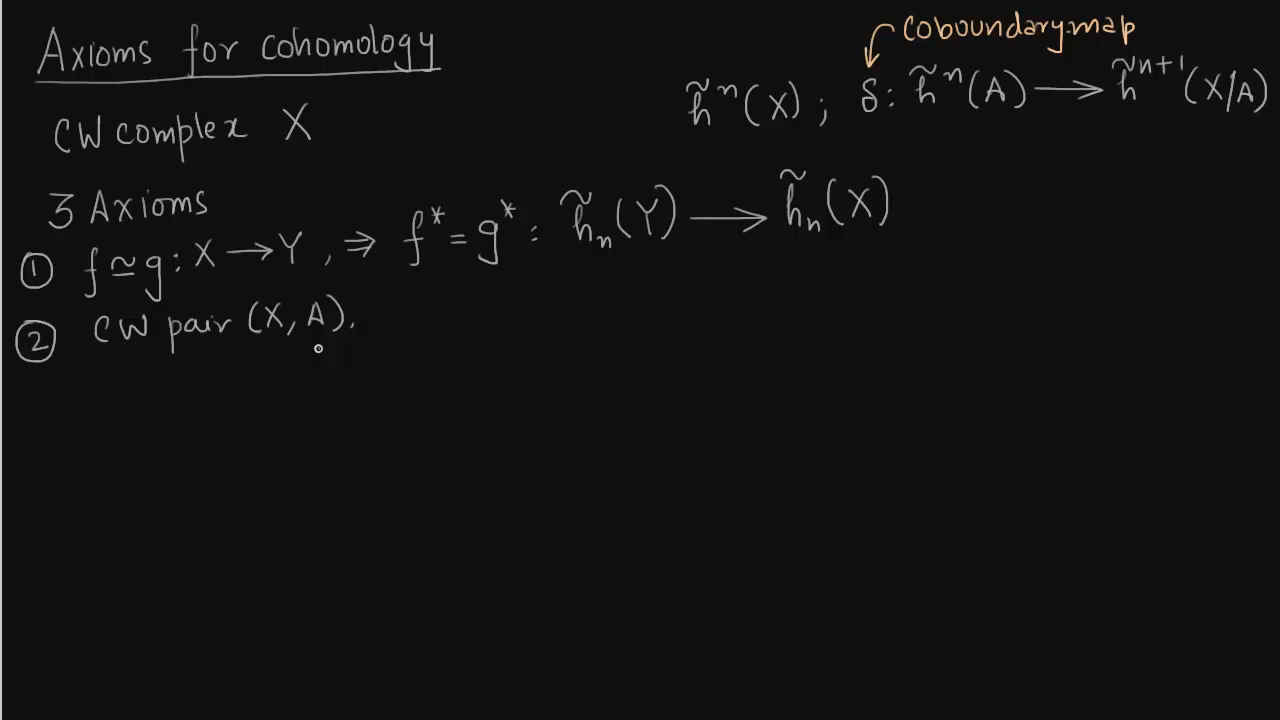 Axioms for cohomology
coboundary map
CW complex X
h̃ⁿ(X) ; δ: h̃ⁿ(A) ⟶ h̃ⁿ⁺¹(X/A)
3 Axioms
① f ≃ g : X → Y , ⇒ f* = g* : h̃ₙ(Y) ⟶ h̃ₙ(X)
② CW pair (X, A).